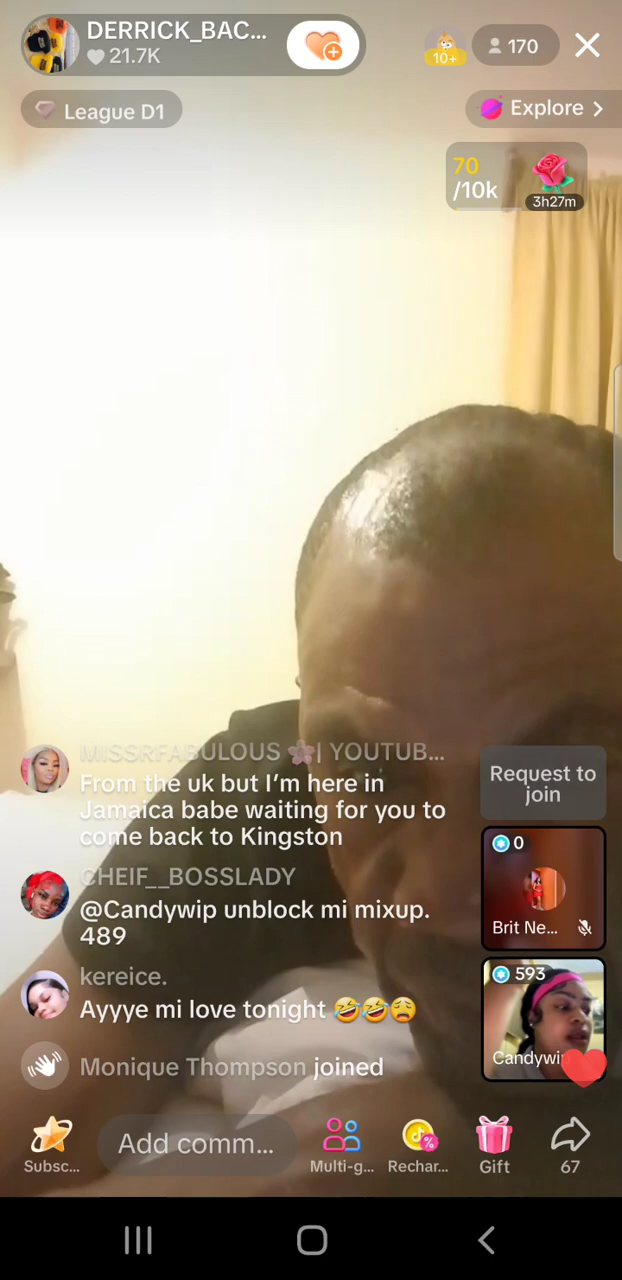 DERRICK_BAC...
21.7K
10+
170
League D1
Explore
70
/10k
3h27m
MISSRFABULOUS 🌸| YOUTUB...
From the uk but I'm here in
Jamaica babe waiting for you to
come back to Kingston
CHEIF__BOSSLADY
@Candywip unblock mi mixup.
489
kereice.
Ayyye mi love tonight 🤣🤣😩
Monique Thompson joined
Request to
join
0
Brit Ne...
593
Candywip
Subsc...
Add comm...
Multi-g...
Rechar...
Gift
67